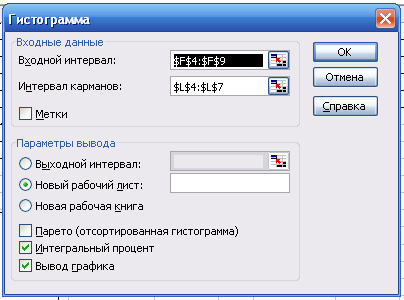 Гистограмма
Входные данные
Входной интервал: $F$4:$F$9
Интервал карманов: $L$4:$L$7
Метки
OK
Отмена
Справка
Параметры вывода
Выходной интервал:
Новый рабочий лист:
Новая рабочая книга
Парето (отсортированная гистограмма)
Интегральный процент
Вывод графика